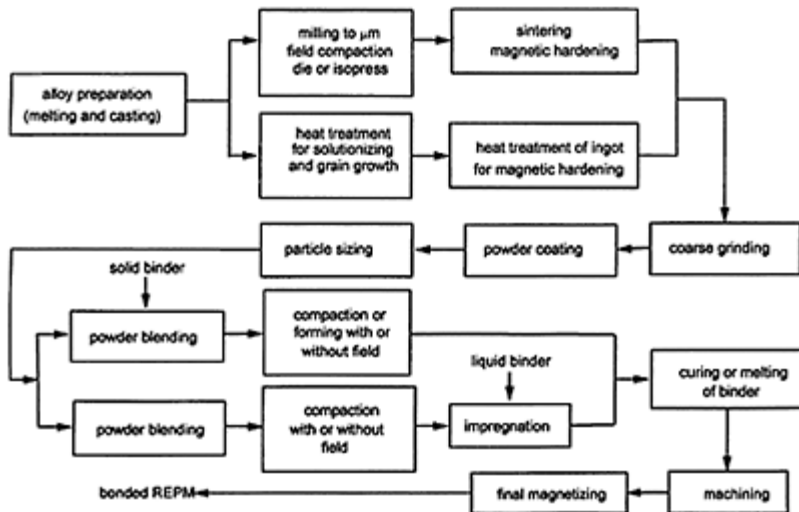 milling to μm
field compaction
die or isopress
sintering
magnetic hardening
alloy preparation
(melting and casting)
heat treatment
for solutionizing
and grain growth
heat treatment of ingot
for magnetic hardening
particle sizing
powder coating
coarse grinding
solid binder
powder blending
compaction or
forming with or
without field
liquid binder
curing or melting
of binder
powder blending
compaction
with or without
field
impregnation
bonded REPM
final magnetizing
machining